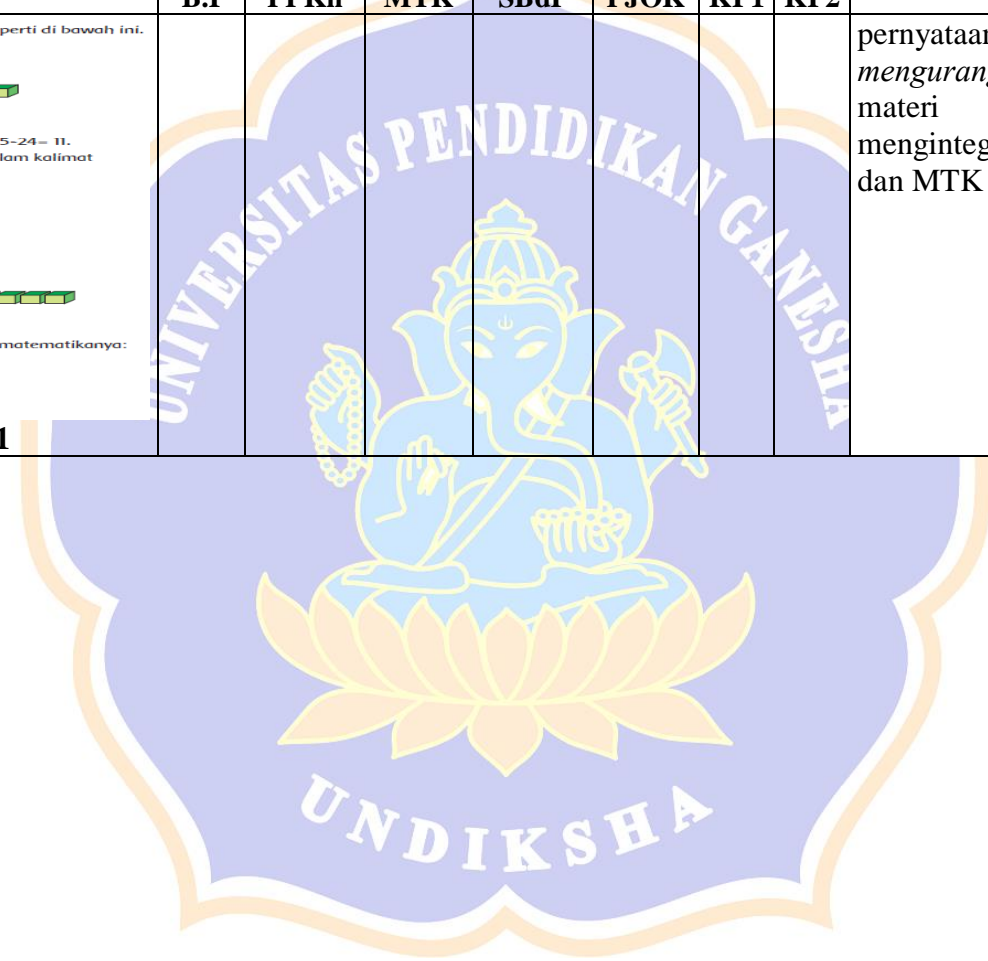 B.I PPKn MTK SBdP PJOK KI 1 KI 2
perti di bawah ini.
5-24= 11.
lam kalimat
matematikanya:
1
pernyataan
mengurang
materi
menginteg
dan MTK
UNIVERSITAS PENDIDIKAN GANESHA
UNDIKSHA